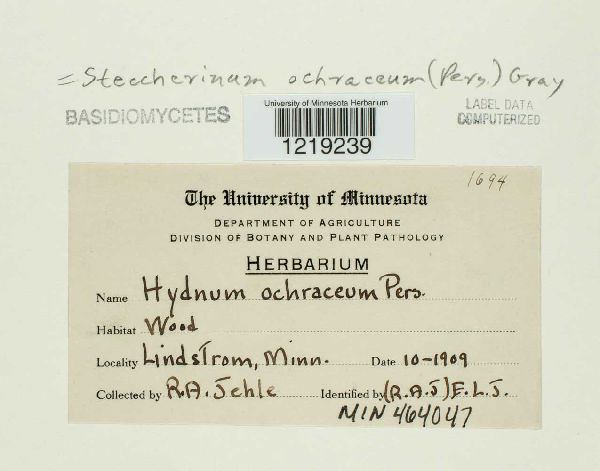 = Steccherinum ochraceum (Pers.) Gray
BASIDIOMYCETES
University of Minnesota Herbarium
1219239
LABEL DATA
COMPUTERIZED
1694
The University of Minnesota
DEPARTMENT OF AGRICULTURE
DIVISION OF BOTANY AND PLANT PATHOLOGY
HERBARIUM
Name Hydnum ochraceum Pers.
Habitat Wood
Locality Lindstrom, Minn. Date 10-1909
Collected by R.A. Jehle Identified by (R.A.J) E.L.J.
MIN 464047